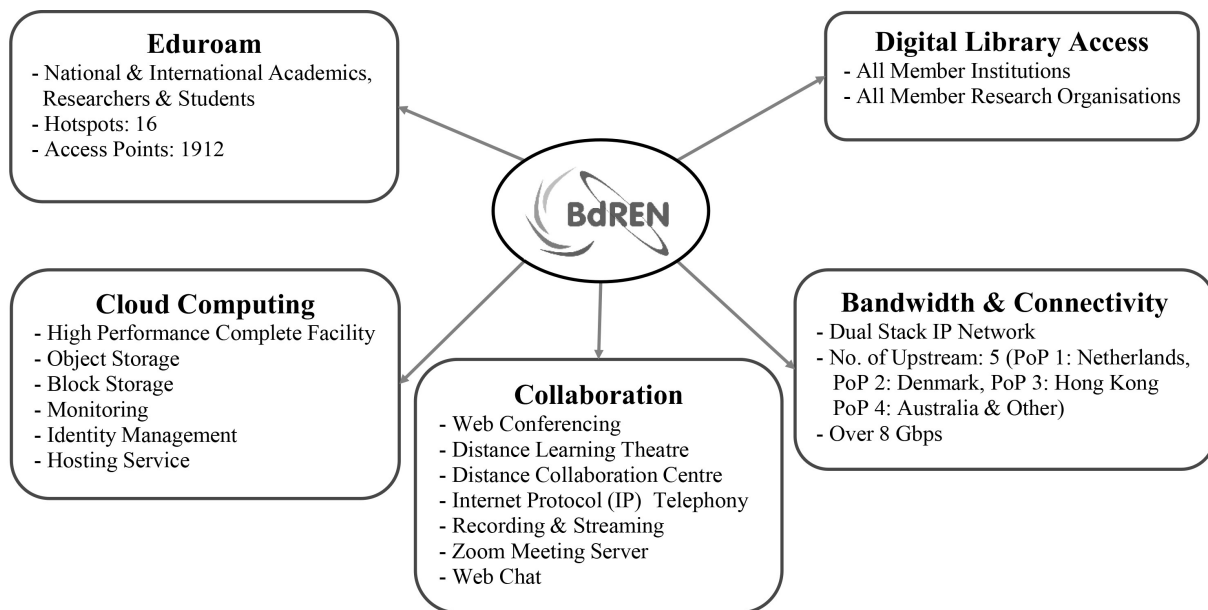 Eduroam
- National & International Academics,
Researchers & Students
- Hotspots: 16
- Access Points: 1912
Digital Library Access
- All Member Institutions
- All Member Research Organisations
BdREN
Cloud Computing
- High Performance Complete Facility
- Object Storage
- Block Storage
- Monitoring
- Identity Management
- Hosting Service
Collaboration
- Web Conferencing
- Distance Learning Theatre
- Distance Collaboration Centre
- Internet Protocol (IP) Telephony
- Recording & Streaming
- Zoom Meeting Server
- Web Chat
Bandwidth & Connectivity
- Dual Stack IP Network
- No. of Upstream: 5 (PoP 1: Netherlands,
PoP 2: Denmark, PoP 3: Hong Kong
PoP 4: Australia & Other)
- Over 8 Gbps